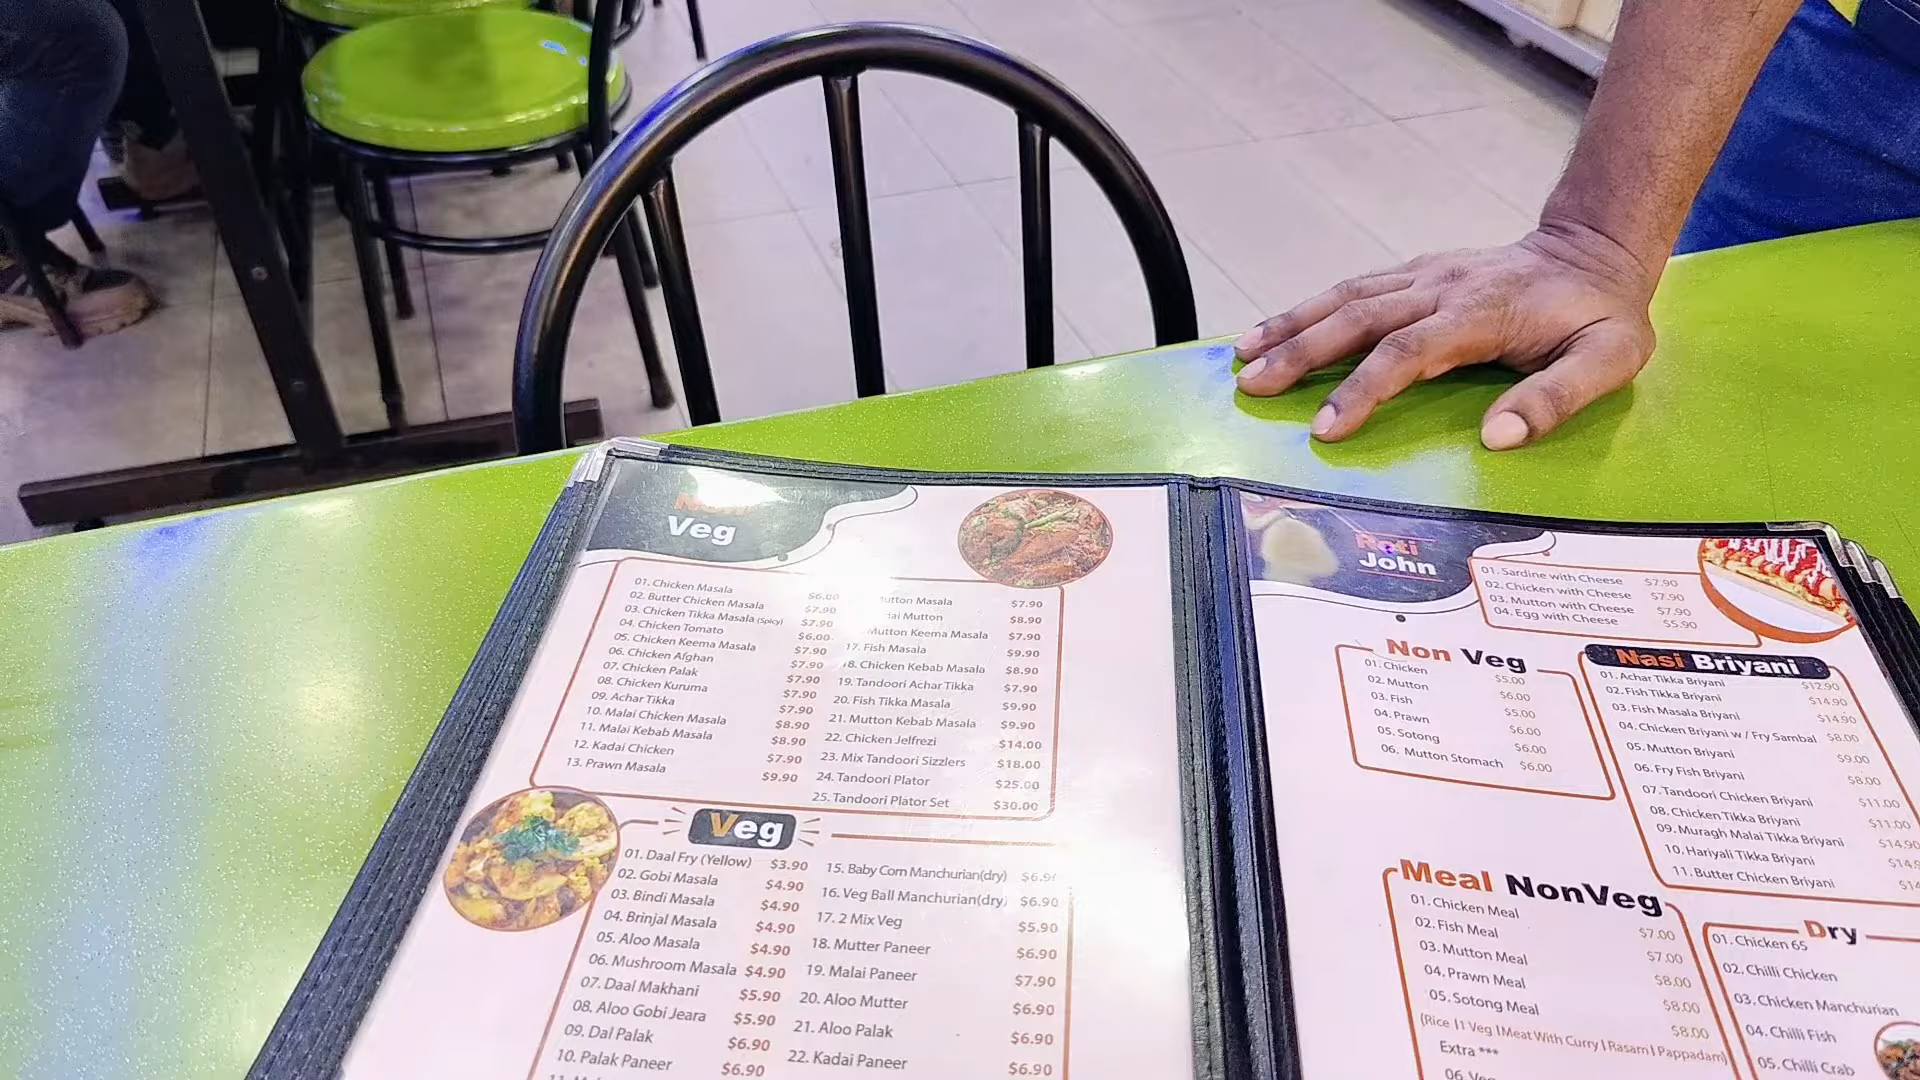 Veg
01. Chicken Masala $6.00
02. Butter Chicken Masala $7.90
03. Chicken Tikka Masala (Spicy) $7.90
04. Chicken Tomato $6.00
05. Chicken Keema Masala $7.90
06. Chicken Afghan $7.90
07. Chicken Palak $7.90
08. Chicken Kuruma $7.90
09. Achar Tikka $7.90
10. Malai Chicken Masala $8.90
11. Malai Kebab Masala $8.90
12. Kadai Chicken $7.90
13. Prawn Masala $9.90
Masala $7.90
Mutton $8.90
Mutton Keema Masala $7.90
17. Fish Masala $9.90
18. Chicken Kebab Masala $8.90
19. Tandoori Achar Tikka $7.90
20. Fish Tikka Masala $9.90
21. Mutton Kebab Masala $9.90
22. Chicken Jelfrezi $14.00
23. Mix Tandoori Sizzlers $18.00
24. Tandoori Plator $25.00
25. Tandoori Plator Set $30.00
Veg
01. Daal Fry (Yellow) $3.90
02. Gobi Masala $4.90
03. Bindi Masala $4.90
04. Brinjal Masala $4.90
05. Aloo Masala $4.90
06. Mushroom Masala $4.90
07. Daal Makhani $5.90
08. Aloo Gobi Jeara $5.90
09. Dal Palak $6.90
10. Palak Paneer $6.90
15. Baby Corn Manchurian(dry)
16. Veg Ball Manchurian(dry) $6.90
17. 2 Mix Veg $5.90
18. Mutter Paneer $6.90
19. Malai Paneer $7.90
20. Aloo Mutter $6.90
21. Aloo Palak $6.90
22. Kadai Paneer $6.90
Roti
John
01. Sardine with Cheese $7.90
02. Chicken with Cheese $7.90
03. Mutton with Cheese $7.90
04. Egg with Cheese $5.90
Non Veg
01. Chicken $5.00
02. Mutton $6.00
03. Fish $5.00
04. Prawn $6.00
05. Sotong $6.00
06. Mutton Stomach $6.00
Nasi Briyani
01. Achar Tikka Briyani $12.90
02. Fish Tikka Briyani $14.90
03. Fish Masala Briyani $14.90
04. Chicken Briyani w / Fry Sambal $8.00
05. Mutton Briyani $9.00
06. Fry Fish Briyani $8.00
07. Tandoori Chicken Briyani $11.00
08. Chicken Tikka Briyani $11.00
09. Muragh Malai Tikka Briyani $14.90
10. Hariyali Tikka Briyani
11. Butter Chicken Briyani
Meal NonVeg
01. Chicken Meal $7.00
02. Fish Meal $7.00
03. Mutton Meal $8.00
04. Prawn Meal $8.00
05. Sotong Meal $8.00
(Rice I 1 Veg I Meat With Curry I Rasam I Pappadam)
Extra ***
Dry
01. Chicken 65
02. Chilli Chicken
03. Chicken Manchurian
04. Chilli Fish
05. Chilli Crab